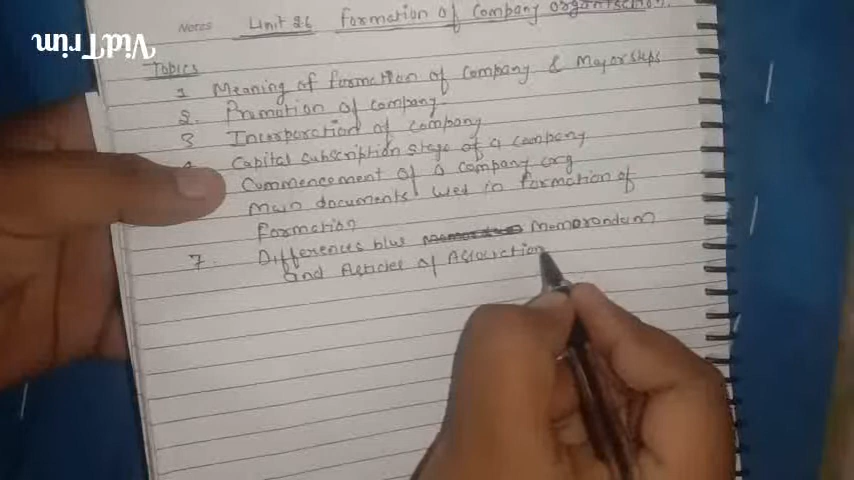 VidTrim
Notes Unit 26 Formation of Company organisation.
Topics
1 Meaning of formation of Company & Major steps
2. Promotion of company.
3 Incorporation of company
4 Capital subscription stage of a company
Commencement of a company org
Main documents used in formation of
Formation
7. Differences b/w Memorandum
and Articles of Association